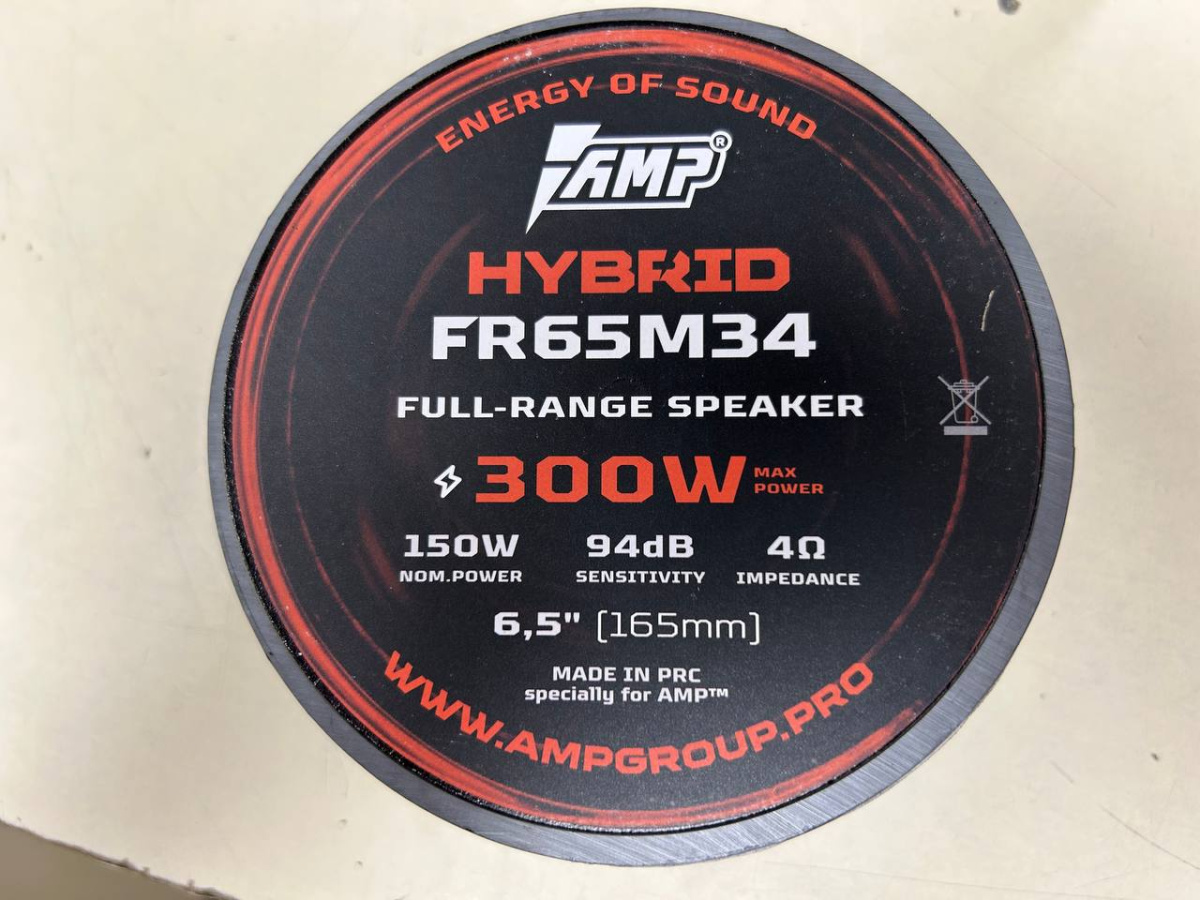 ENERGY OF SOUND
AMP®
HYBRID
FR65M34
FULL-RANGE SPEAKER
300W MAX POWER
150W 94dB 4Ω
NOM.POWER SENSITIVITY IMPEDANCE
6,5" [165mm]
MADE IN PRC
specially for AMP™
WWW.AMPGROUP.PRO